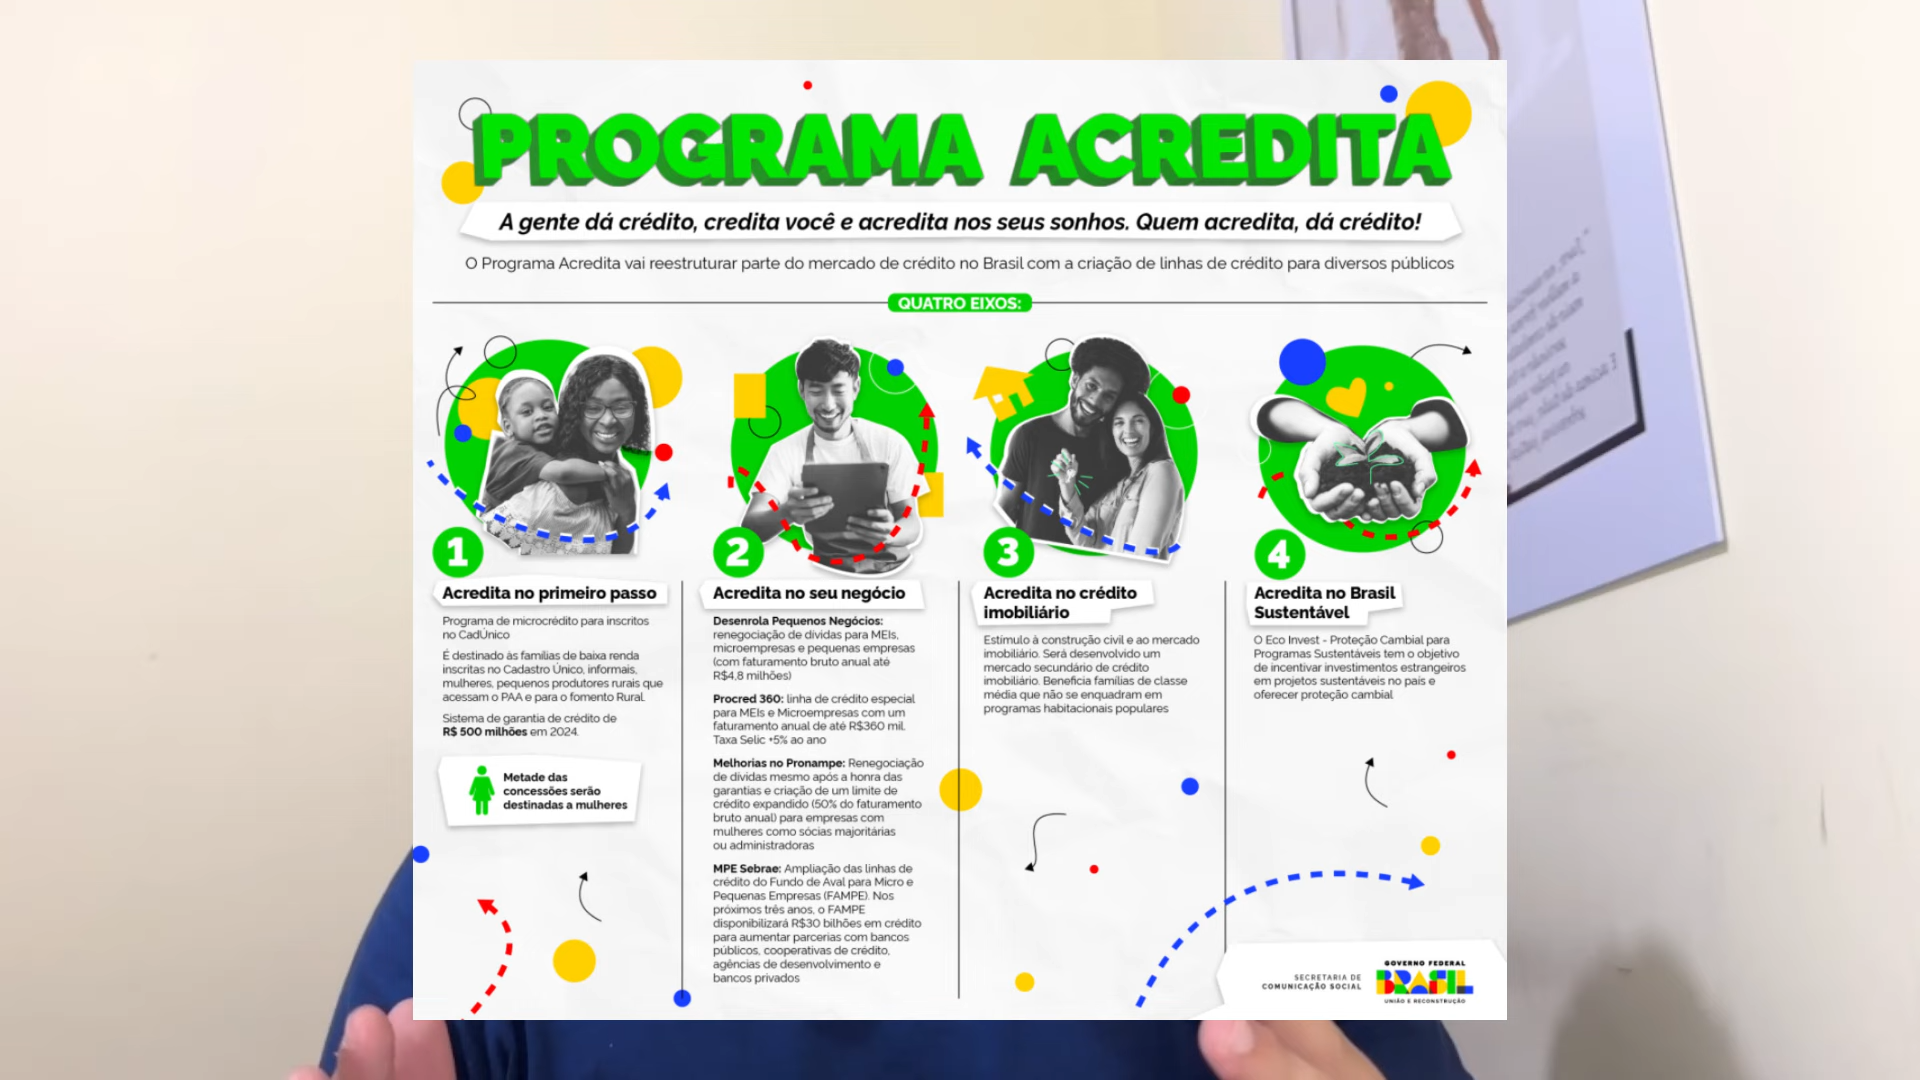 PROGRAMA ACREDITA
A gente dá crédito, credita você e acredita nos seus sonhos. Quem acredita, dá crédito!
O Programa Acredita vai reestruturar parte do mercado de crédito no Brasil com a criação de linhas de crédito para diversos públicos
QUATRO EIXOS:
1
Acredita no primeiro passo
Programa de microcrédito para inscritos
no CadÚnico
É destinado às famílias de baixa renda
inscritas no Cadastro Único, informais,
mulheres, pequenos produtores rurais que
acessam o PAA e para o fomento Rural.
Sistema de garantia de crédito de
R$ 500 milhões em 2024.
Metade das
concessões serão
destinadas a mulheres
2
Acredita no seu negócio
Desenrola Pequenos Negócios:
renegociação de dívidas para MEIs,
microempresas e pequenas empresas
(com faturamento bruto anual até
R$4,8 milhões)
Procred 360: linha de crédito especial
para MEIs e Microempresas com um
faturamento anual de até R$360 mil.
Taxa Selic +5% ao ano
Melhorias no Pronampe: Renegociação
de dívidas mesmo após a honra das
garantias e criação de um limite de
crédito expandido (50% do faturamento
bruto anual) para empresas com
mulheres como sócias majoritárias
ou administradoras
MPE Sebrae: Ampliação das linhas de
crédito do Fundo de Aval para Micro e
Pequenas Empresas (FAMPE). Nos
próximos três anos, o FAMPE
disponibilizará R$30 bilhões em crédito
para aumentar parcerias com bancos
públicos, cooperativas de crédito,
agências de desenvolvimento e
bancos privados
3
Acredita no crédito
imobiliário
Estímulo à construção civil e ao mercado
imobiliário. Será desenvolvido um
mercado secundário de crédito
imobiliário. Beneficia famílias de classe
média que não se enquadram em
programas habitacionais populares
4
Acredita no Brasil
Sustentável
O Eco Invest - Proteção Cambial para
Programas Sustentáveis tem o objetivo
de incentivar investimentos estrangeiros
em projetos sustentáveis no país e
oferecer proteção cambial
SECRETARIA DE
COMUNICAÇÃO SOCIAL
GOVERNO FEDERAL
BRASIL
UNIÃO E RECONSTRUÇÃO